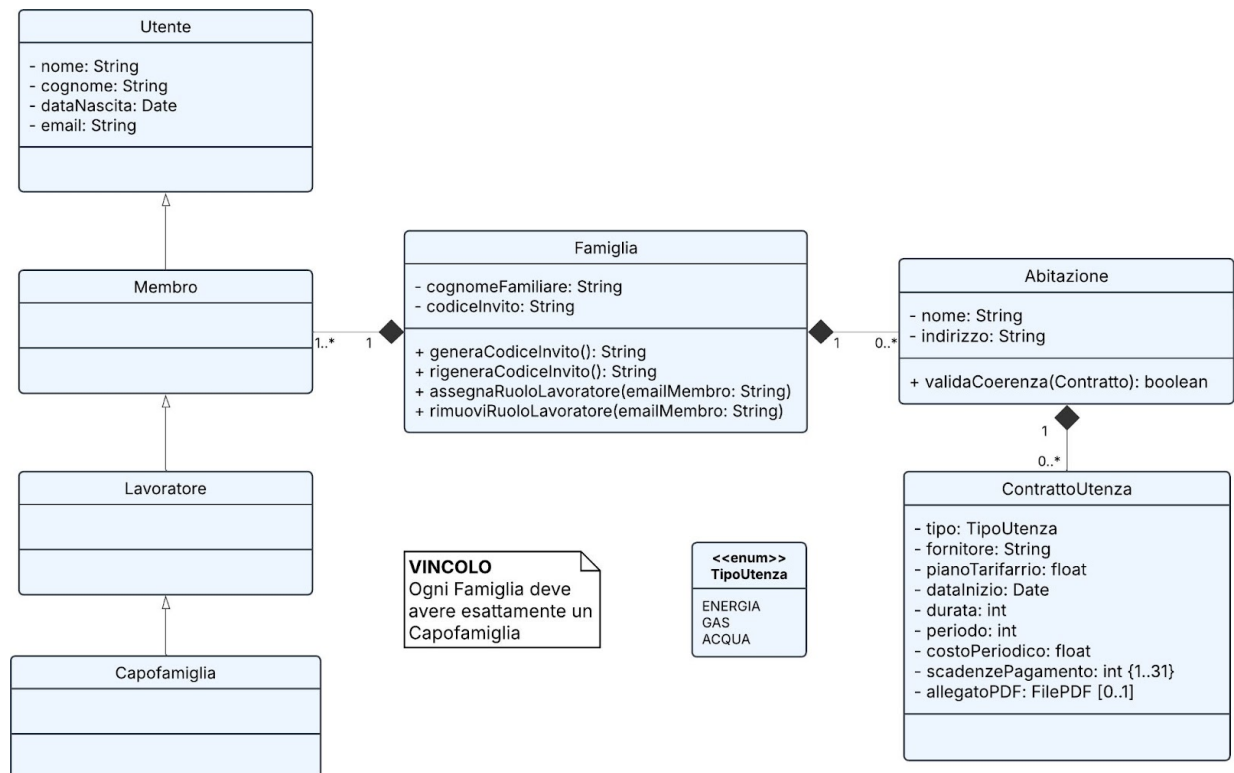 Utente
- nome: String
- cognome: String
- dataNascita: Date
- email: String
Membro
Lavoratore
Capofamiglia
Famiglia
- cognomeFamiliare: String
- codiceInvito: String
+ generaCodiceInvito(): String
+ rigeneraCodiceInvito(): String
+ assegnaRuoloLavoratore(emailMembro: String)
+ rimuoviRuoloLavoratore(emailMembro: String)
1..*
1
1
0..*
Abitazione
- nome: String
- indirizzo: String
+ validaCoerenza(Contratto): boolean
1
0..*
ContrattoUtenza
- tipo: TipoUtenza
- fornitore: String
- pianoTarifarrio: float
- dataInizio: Date
- durata: int
- periodo: int
- costoPeriodico: float
- scadenzePagamento: int {1..31}
- allegatoPDF: FilePDF [0..1]
VINCOLO
Ogni Famiglia deve
avere esattamente un
Capofamiglia
<<enum>>
TipoUtenza
ENERGIA
GAS
ACQUA